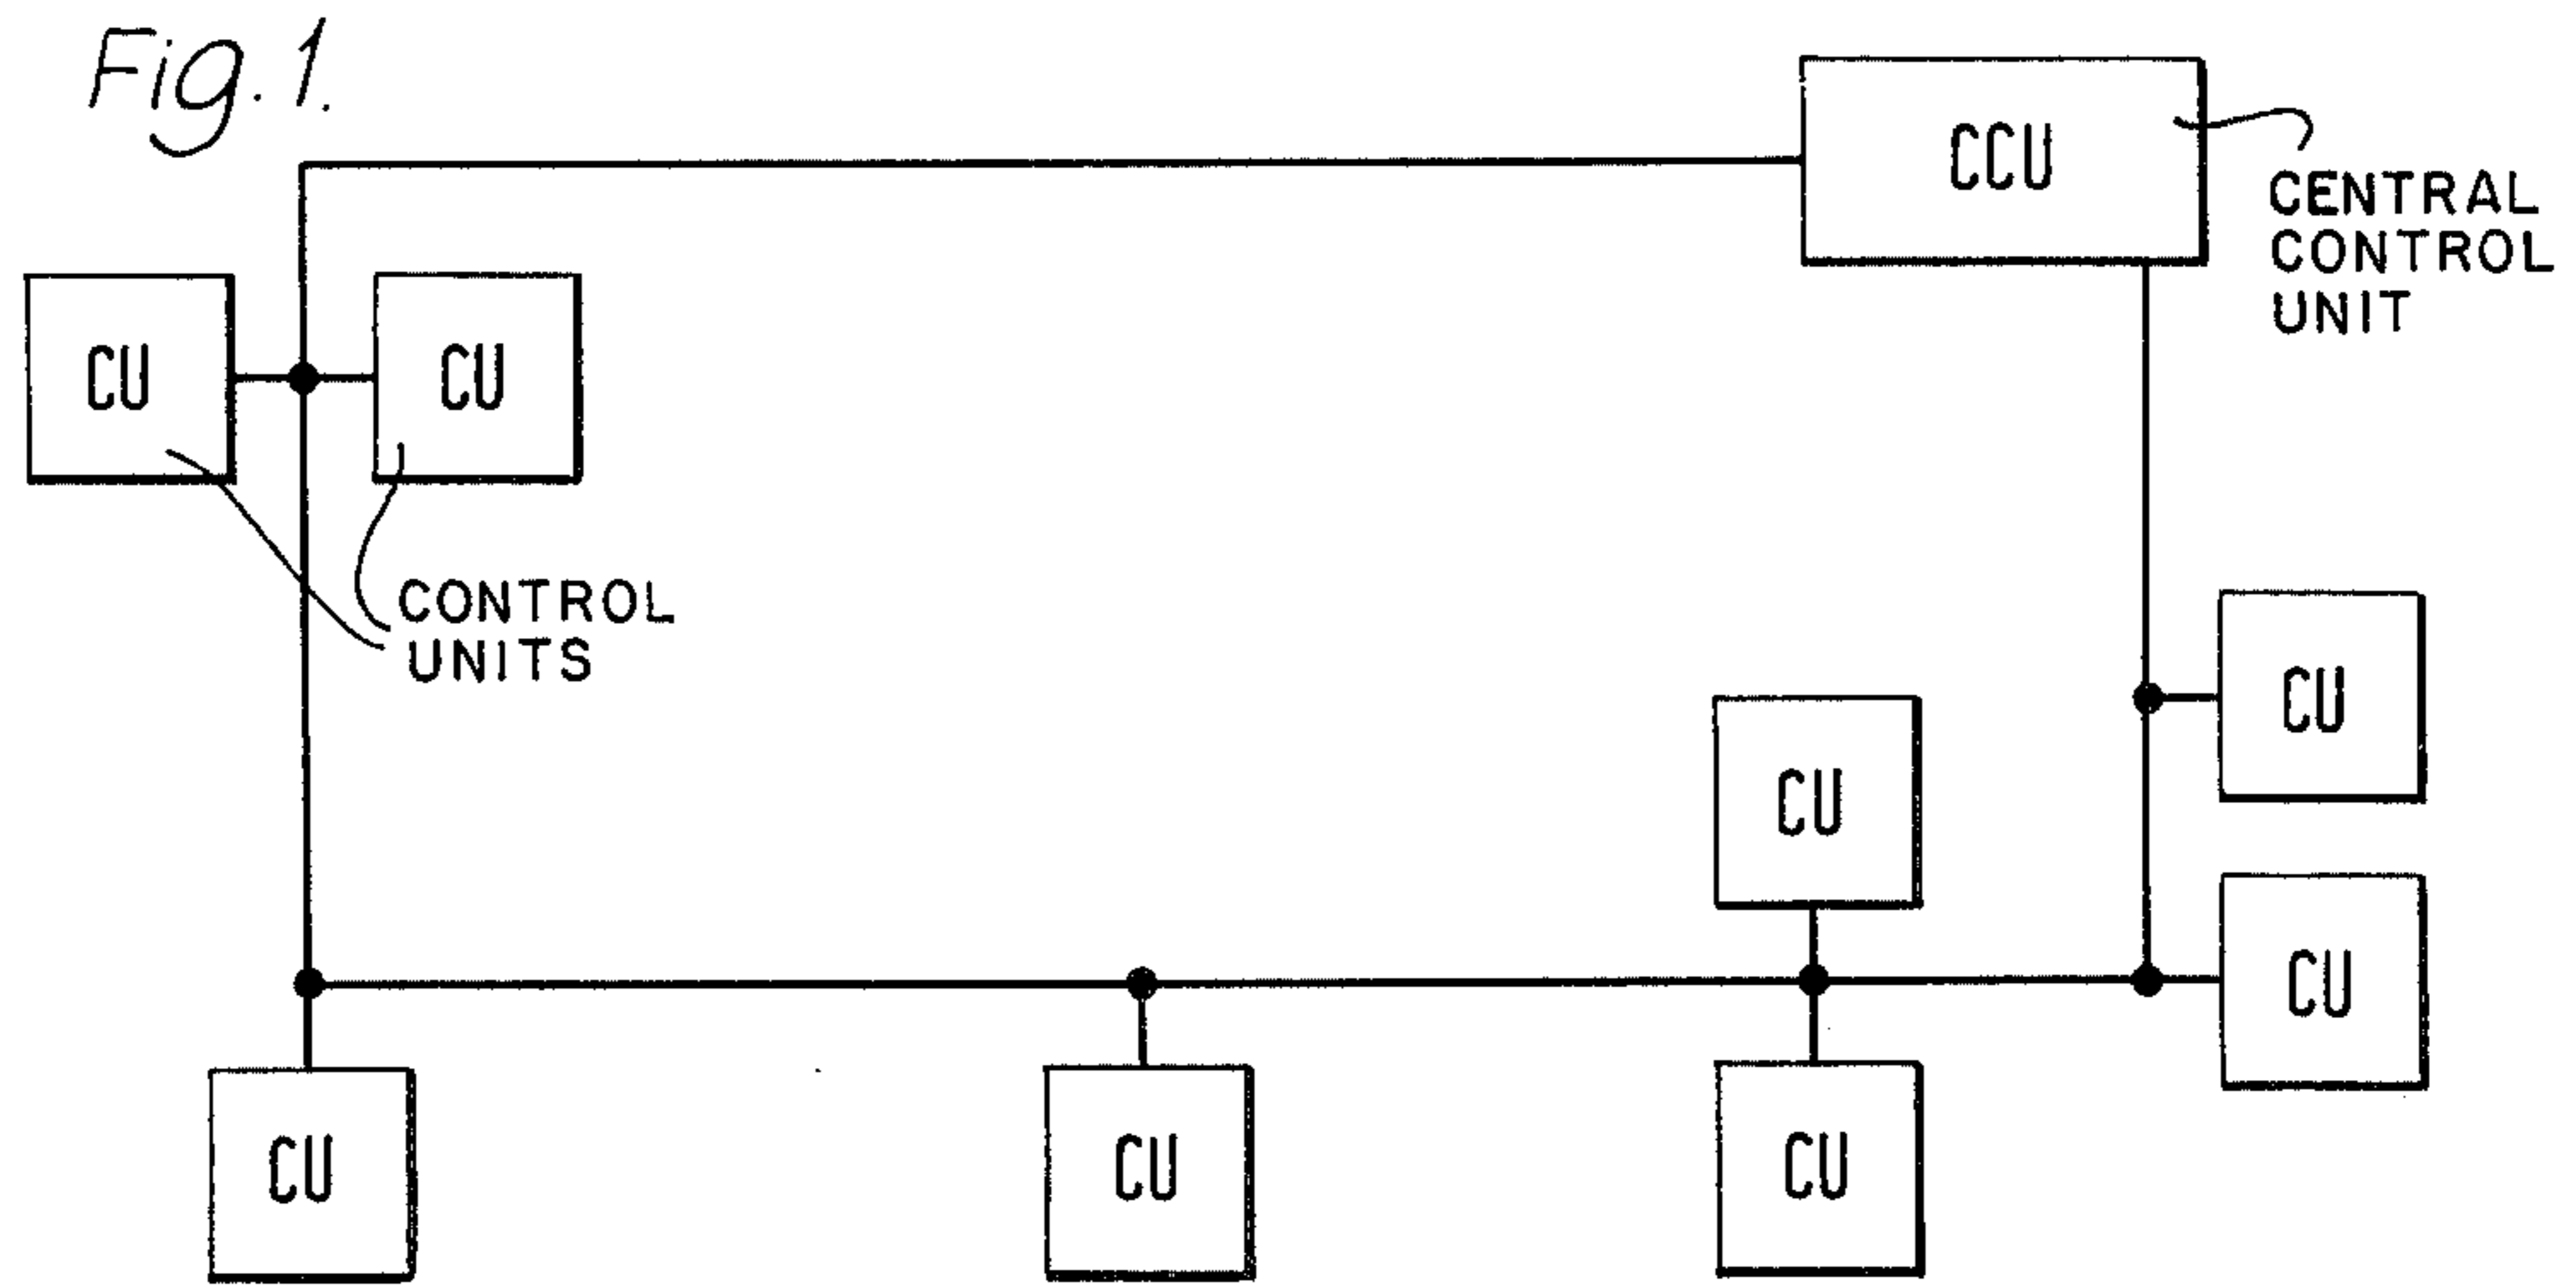 Fig. 1.
CCU
CENTRAL
CONTROL
UNIT
CU
CU
CONTROL
UNITS
CU
CU
CU
CU
CU
CU